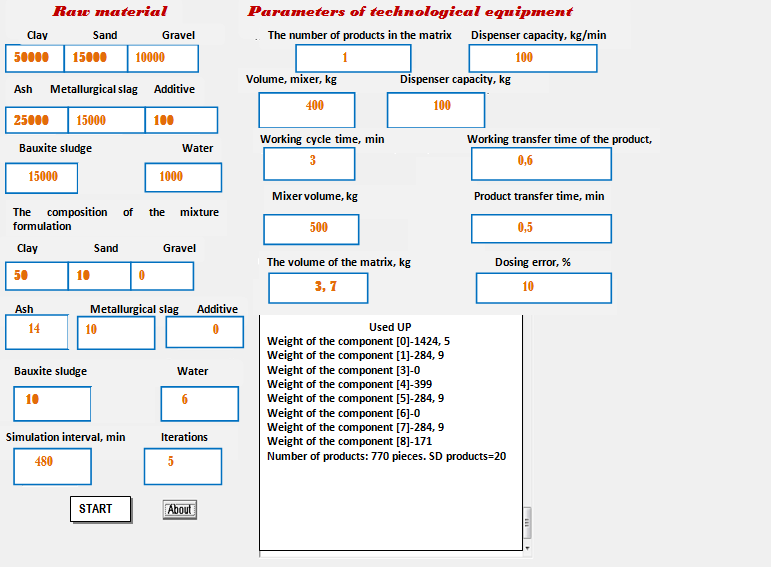 Raw material
Clay Sand Gravel
50000 15000 10000
Ash Metallurgical slag Additive
25000 15000 100
Bauxite sludge Water
15000 1000
The composition of the mixture
formulation
Clay Sand Gravel
50 10 0
Ash Metallurgical slag Additive
14 10 0
Bauxite sludge Water
10 6
Simulation interval, min Iterations
480 5
START About
Parameters of technological equipment
The number of products in the matrix Dispenser capacity, kg/min
1 100
Volume, mixer, kg Dispenser capacity, kg
400 100
Working cycle time, min Working transfer time of the product,
3 0,6
Mixer volume, kg Product transfer time, min
500 0,5
The volume of the matrix, kg Dosing error, %
3, 7 10
Used UP
Weight of the component [0]-1424, 5
Weight of the component [1]-284, 9
Weight of the component [3]-0
Weight of the component [4]-399
Weight of the component [5]-284, 9
Weight of the component [6]-0
Weight of the component [7]-284, 9
Weight of the component [8]-171
Number of products: 770 pieces. SD products=20